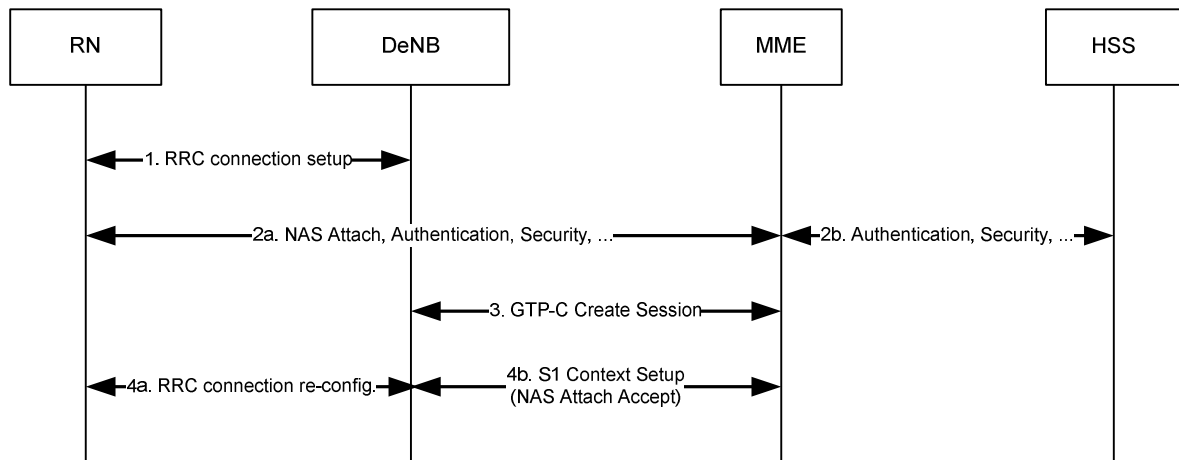 RN
DeNB
MME
HSS
1. RRC connection setup
2a. NAS Attach, Authentication, Security, ...
2b. Authentication, Security, ...
3. GTP-C Create Session
4a. RRC connection re-config.
4b. S1 Context Setup
(NAS Attach Accept)